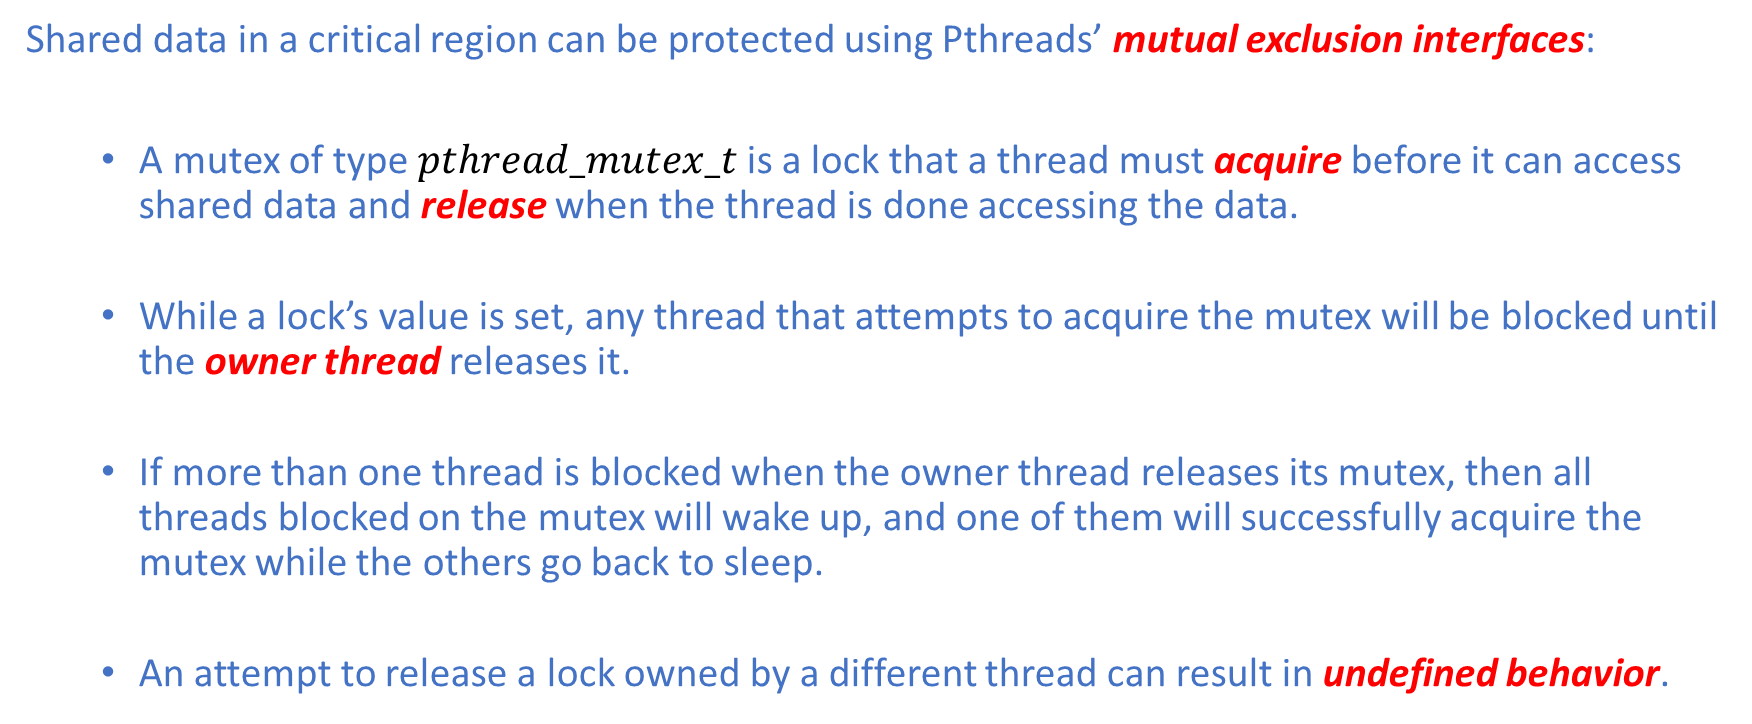 Shared data in a critical region can be protected using Pthreads’ mutual exclusion interfaces:
• A mutex of type pthread_mutex_t is a lock that a thread must acquire before it can access
shared data and release when the thread is done accessing the data.
• While a lock’s value is set, any thread that attempts to acquire the mutex will be blocked until
the owner thread releases it.
• If more than one thread is blocked when the owner thread releases its mutex, then all
threads blocked on the mutex will wake up, and one of them will successfully acquire the
mutex while the others go back to sleep.
• An attempt to release a lock owned by a different thread can result in undefined behavior.